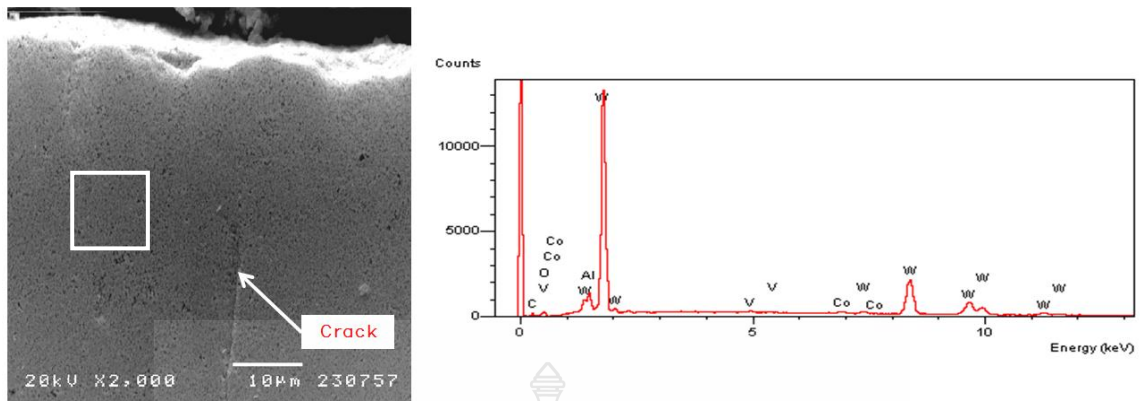 Crack
20kV X2,000 10µm 230757
Counts
10000
5000
0
Co
Co
O
V
C
Al
W
W
W
V
V
W
Co
Co
W
W
W
W
W
0
5
10
Energy (keV)